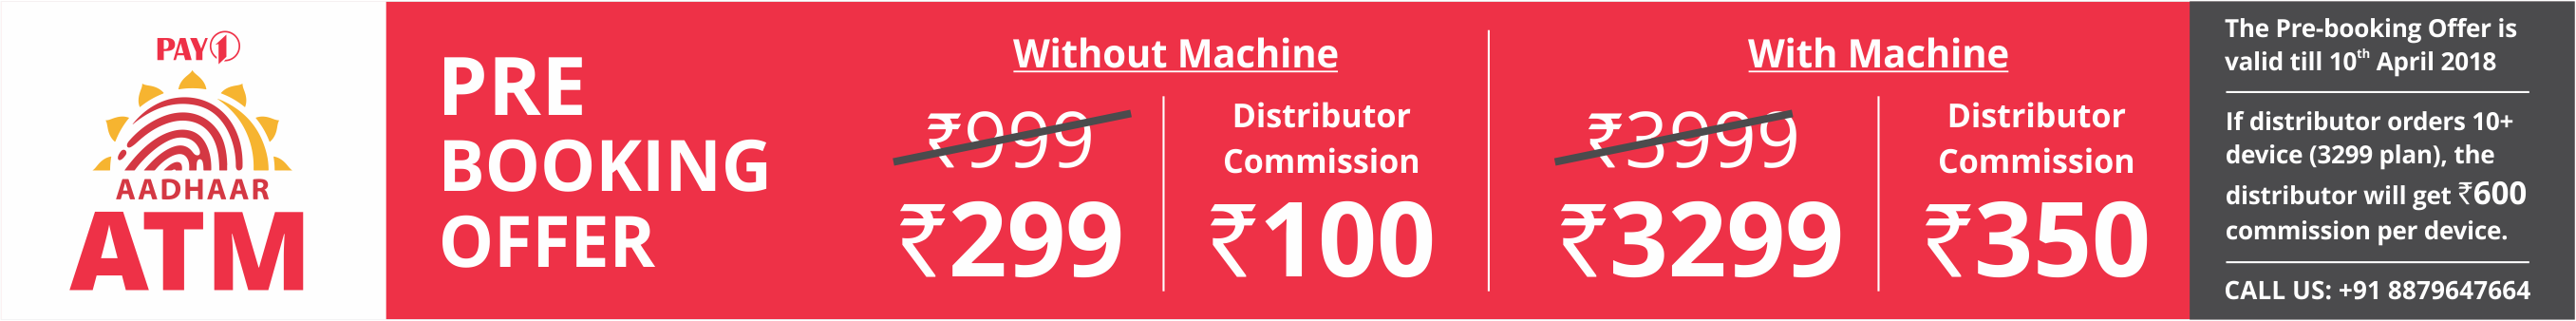 PAY1
AADHAAR
ATM
PRE
BOOKING
OFFER
Without Machine
₹999
₹299
Distributor
Commission
₹100
With Machine
₹3999
₹3299
Distributor
Commission
₹350
The Pre-booking Offer is
valid till 10th April 2018
If distributor orders 10+
device (3299 plan), the
distributor will get ₹600
commission per device.
CALL US: +91 8879647664